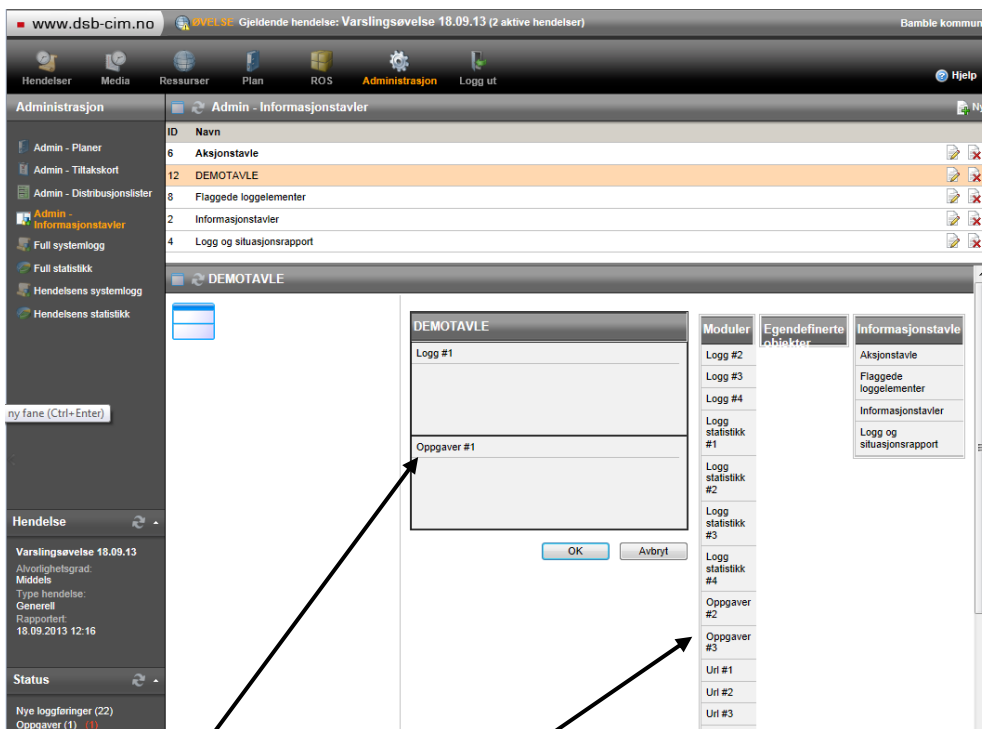 www.dsb-cim.no
ØVELSE Gjeldende hendelse: Varslingsøvelse 18.09.13 (2 aktive hendelser)
Bamble kommun
Hendelser
Media
Ressurser
Plan
ROS
Administrasjon
Logg ut
Hjelp
Administrasjon
Admin - Planer
Admin - Tiltakskort
Admin - Distribusjonslister
Admin -
Informasjonstavler
Full systemlogg
Full statistikk
Hendelsens systemlogg
Hendelsens statistikk
ny fane (Ctrl+Enter)
Hendelse
Varslingsøvelse 18.09.13
Alvorlighetsgrad:
Middels
Type hendelse:
Generell
Rapportert:
18.09.2013 12:16
Status
Nye loggføringer (22)
Oppgaver (1) (1)
Admin - Informasjonstavler
Ny
ID Navn
6 Aksjonstavle
12 DEMOTAVLE
8 Flaggede loggelementer
2 Informasjonstavler
4 Logg og situasjonsrapport
DEMOTAVLE
DEMOTAVLE
Logg #1
Oppgaver #1
OK
Avbryt
Moduler
Logg #2
Logg #3
Logg #4
Logg
statistikk
#1
Logg
statistikk
#2
Logg
statistikk
#3
Logg
statistikk
#4
Oppgaver
#2
Oppgaver
#3
Url #1
Url #2
Url #3
Egendefinerte
objekter
Informasjonstavle
Aksjonstavle
Flaggede
loggelementer
Informasjonstavler
Logg og
situasjonsrapport